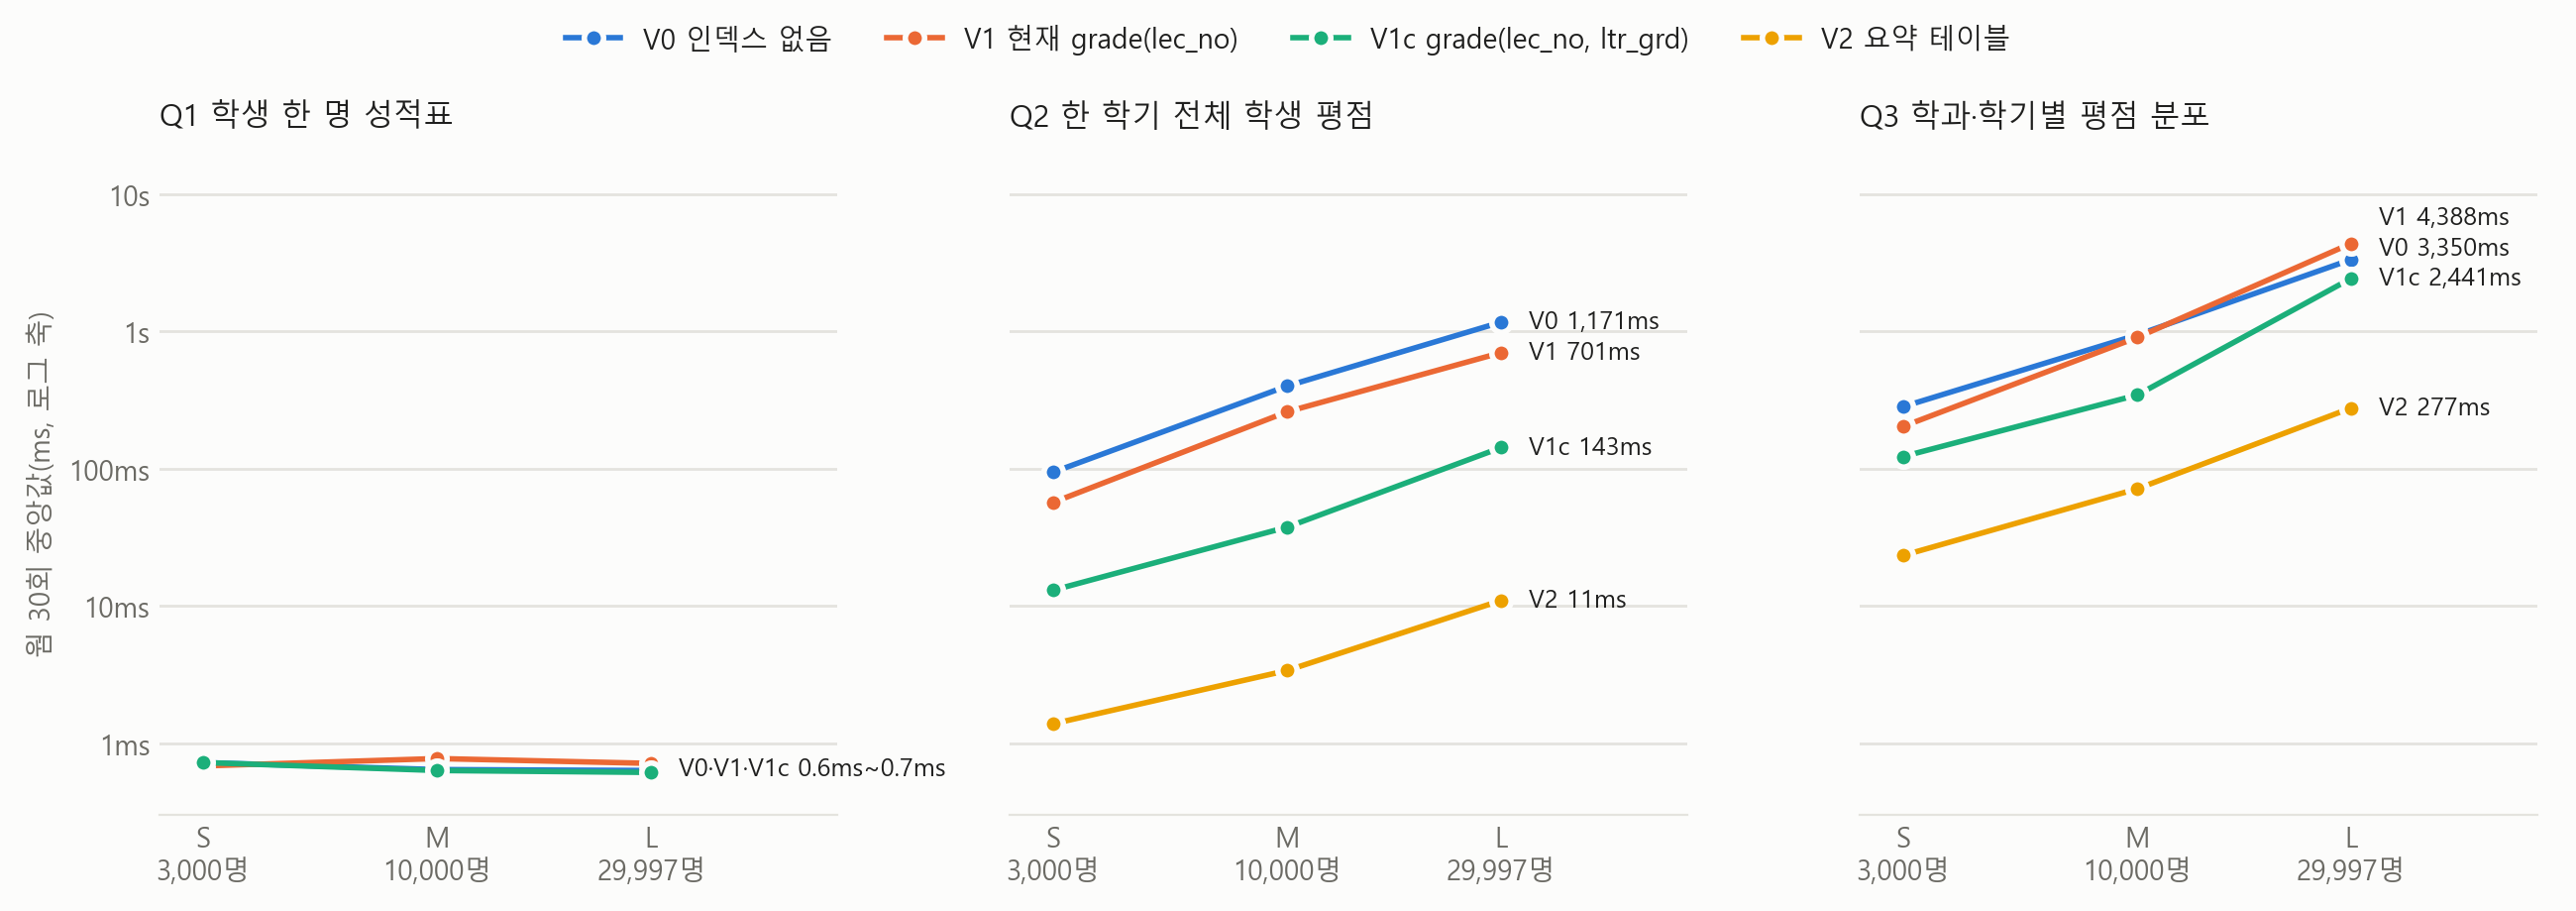 V0 인덱스 없음
V1 현재 grade(lec_no)
V1c grade(lec_no, ltr_grd)
V2 요약 테이블
Q1 학생 한 명 성적표
Q2 한 학기 전체 학생 평점
Q3 학과·학기별 평점 분포
웜 30회 중앙값(ms, 로그 축)
10s
1s
100ms
10ms
1ms
V0·V1·V1c 0.6ms~0.7ms
S
3,000명
M
10,000명
L
29,997명
V0 1,171ms
V1 701ms
V1c 143ms
V2 11ms
S
3,000명
M
10,000명
L
29,997명
V1 4,388ms
V0 3,350ms
V1c 2,441ms
V2 277ms
S
3,000명
M
10,000명
L
29,997명